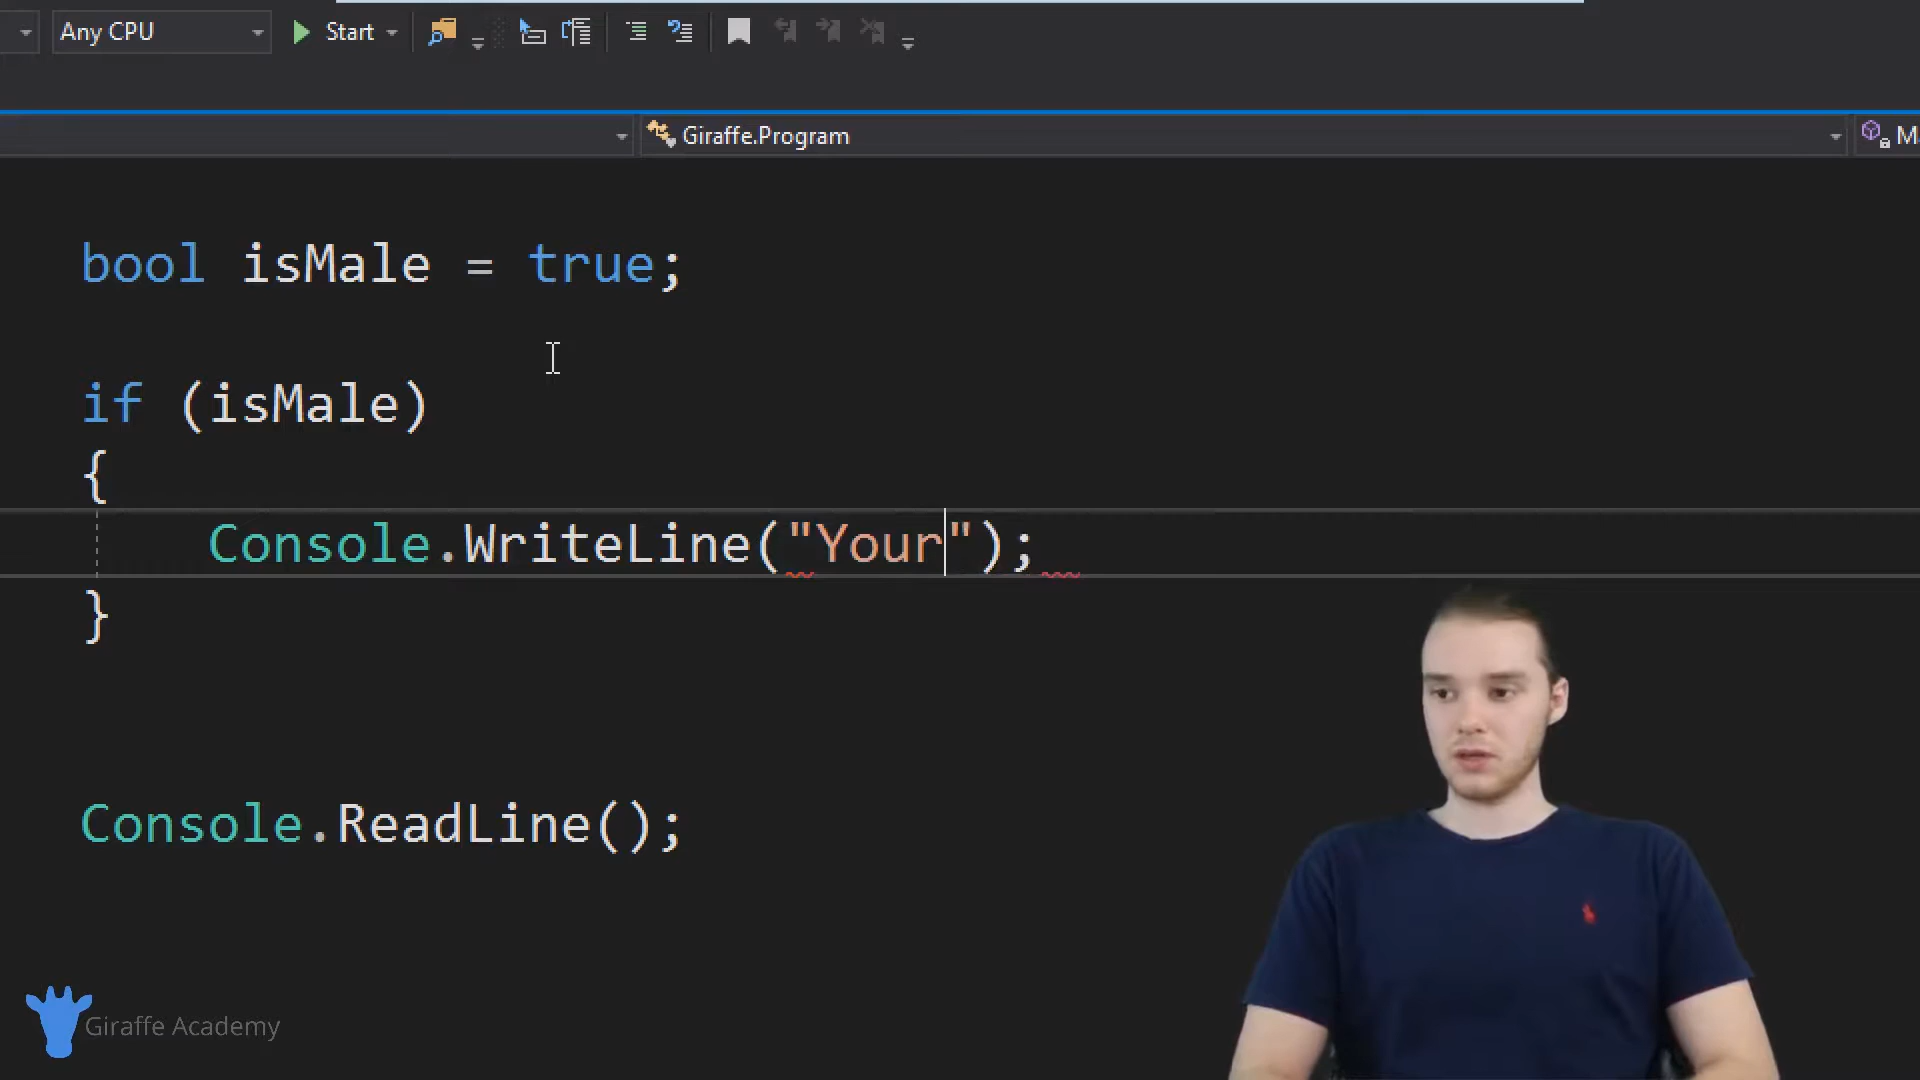 Any CPU Start
Giraffe.Program M
bool isMale = true;
if (isMale)
{
Console.WriteLine("Your");
}
Console.ReadLine();
Giraffe Academy